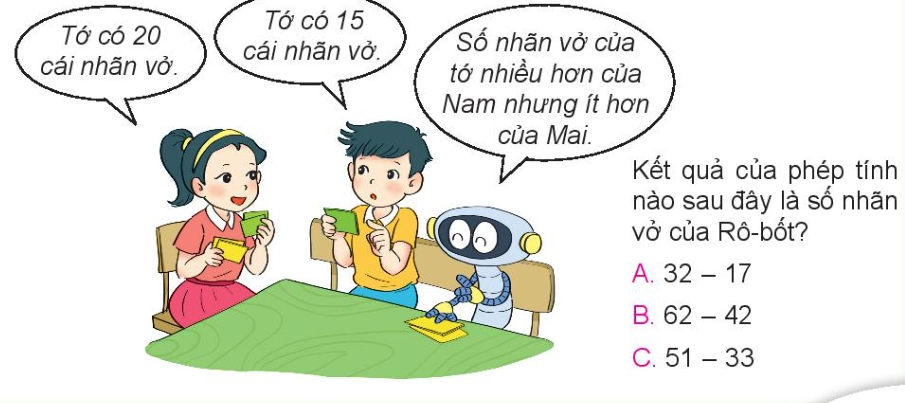 Tớ có 20
cái nhãn vở.
Tớ có 15
cái nhãn vở.
Số nhãn vở của
tớ nhiều hơn của
Nam nhưng ít hơn
của Mai.
Kết quả của phép tính
nào sau đây là số nhãn
vở của Rô-bốt?
A. 32 – 17
B. 62 – 42
C. 51 – 33